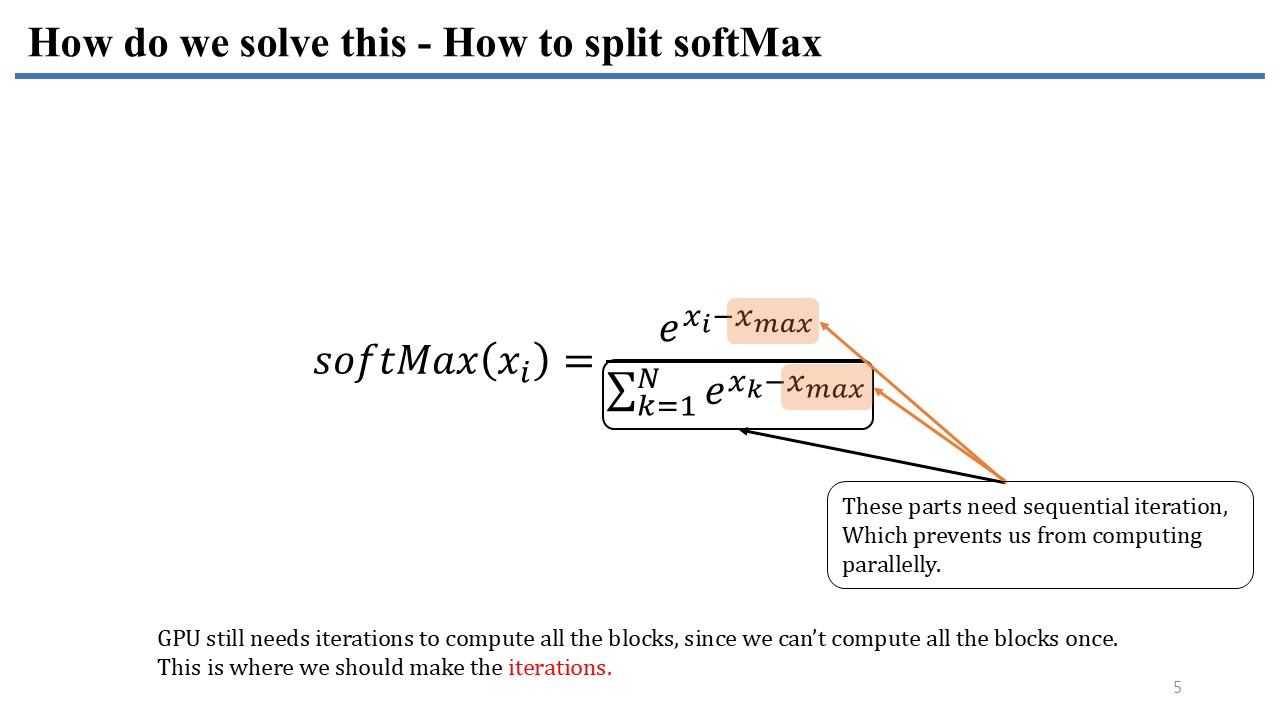 How do we solve this - How to split softMax
softMax(x_i) = \frac{e^{x_i - x_{max}}}{\sum_{k=1}^{N} e^{x_k - x_{max}}}
These parts need sequential iteration,
Which prevents us from computing
parallelly.
GPU still needs iterations to compute all the blocks, since we can’t compute all the blocks once.
This is where we should make the iterations.
5